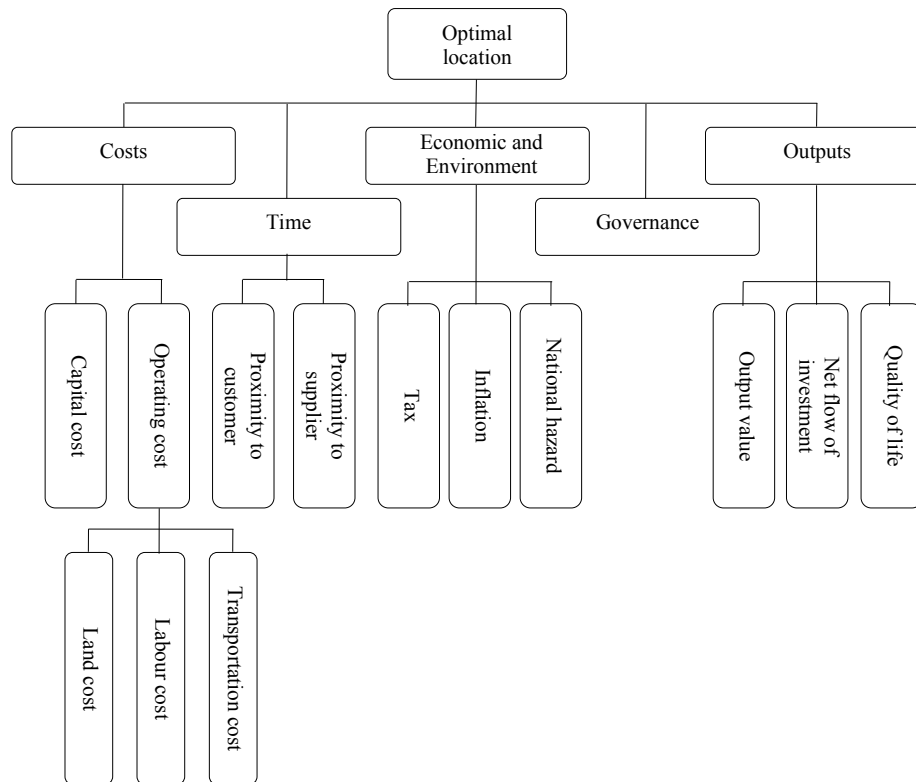 Optimal
location
Costs
Economic and
Environment
Outputs
Time
Governance
Capital cost
Operating cost
Proximity to
customer
Proximity to
supplier
Tax
Inflation
National hazard
Output value
Net flow of
investment
Quality of life
Land cost
Labour cost
Transportation cost